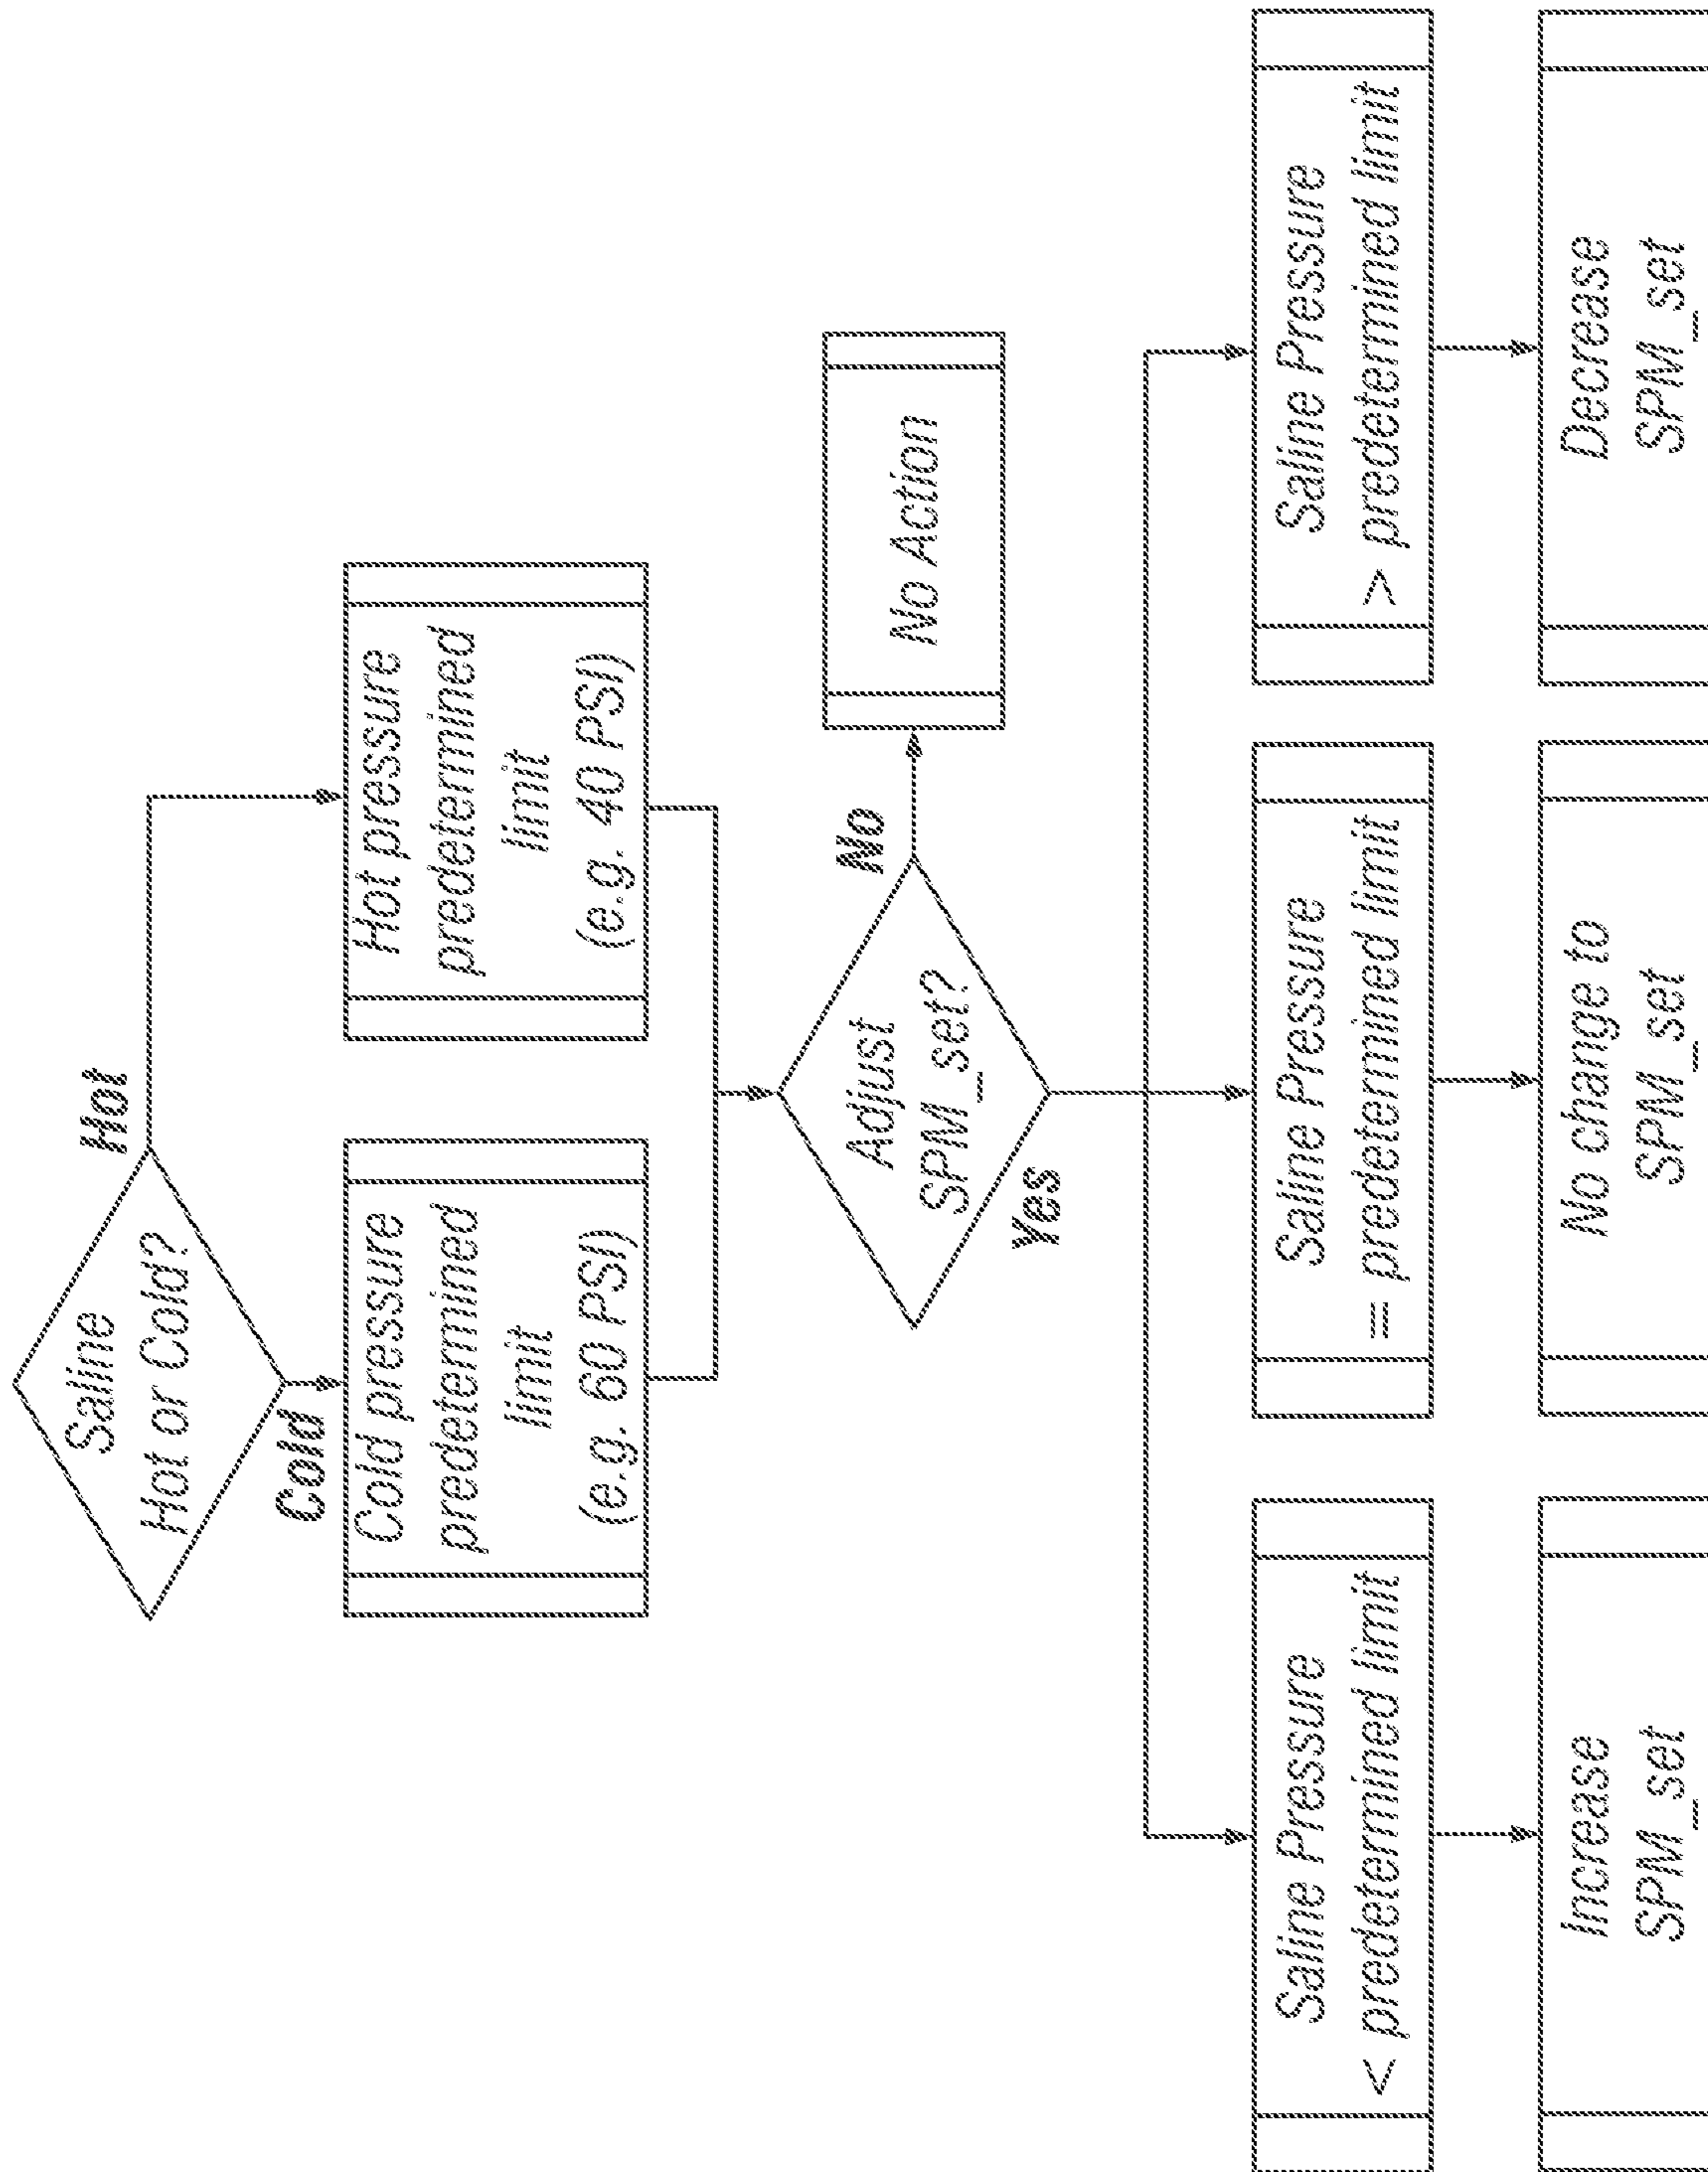 Saline
Hot or Cold?
Hot
Cold
Cold pressure
predetermined
limit
(e.g. 60 PSI)
Hot pressure
predetermined
limit
(e.g. 40 PSI)
Adjust
SPM_set?
No
No Action
Yes
Saline Pressure
< predetermined limit
Saline Pressure
= predetermined limit
Saline Pressure
> predetermined limit
Increase
SPM_set
No change to
SPM_set
Decrease
SPM_set